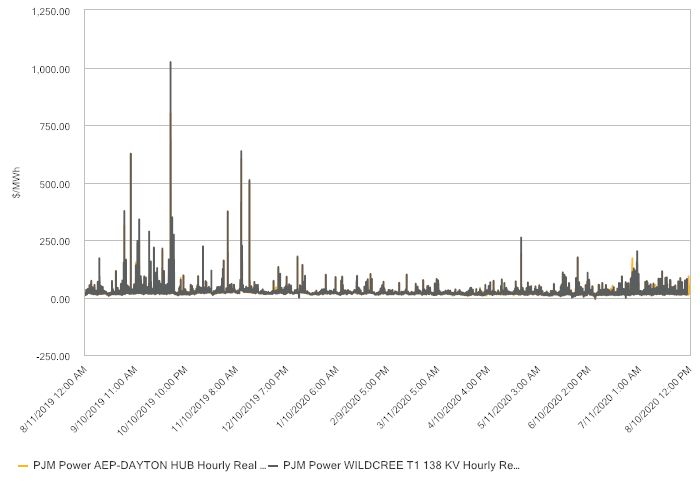 1,250.00
1,000.00
750.00
500.00
250.00
0.00
-250.00
$/MWh
8/11/2019 12:00 AM
9/10/2019 11:00 AM
10/10/2019 10:00 PM
11/10/2019 8:00 AM
12/10/2019 7:00 PM
1/10/2020 6:00 AM
2/9/2020 5:00 PM
3/11/2020 5:00 AM
4/10/2020 4:00 PM
5/11/2020 3:00 AM
6/10/2020 2:00 PM
7/11/2020 1:00 AM
8/10/2020 12:00 PM
PJM Power AEP-DAYTON HUB Hourly Real ... PJM Power WILDCREE T1 138 KV Hourly Re...